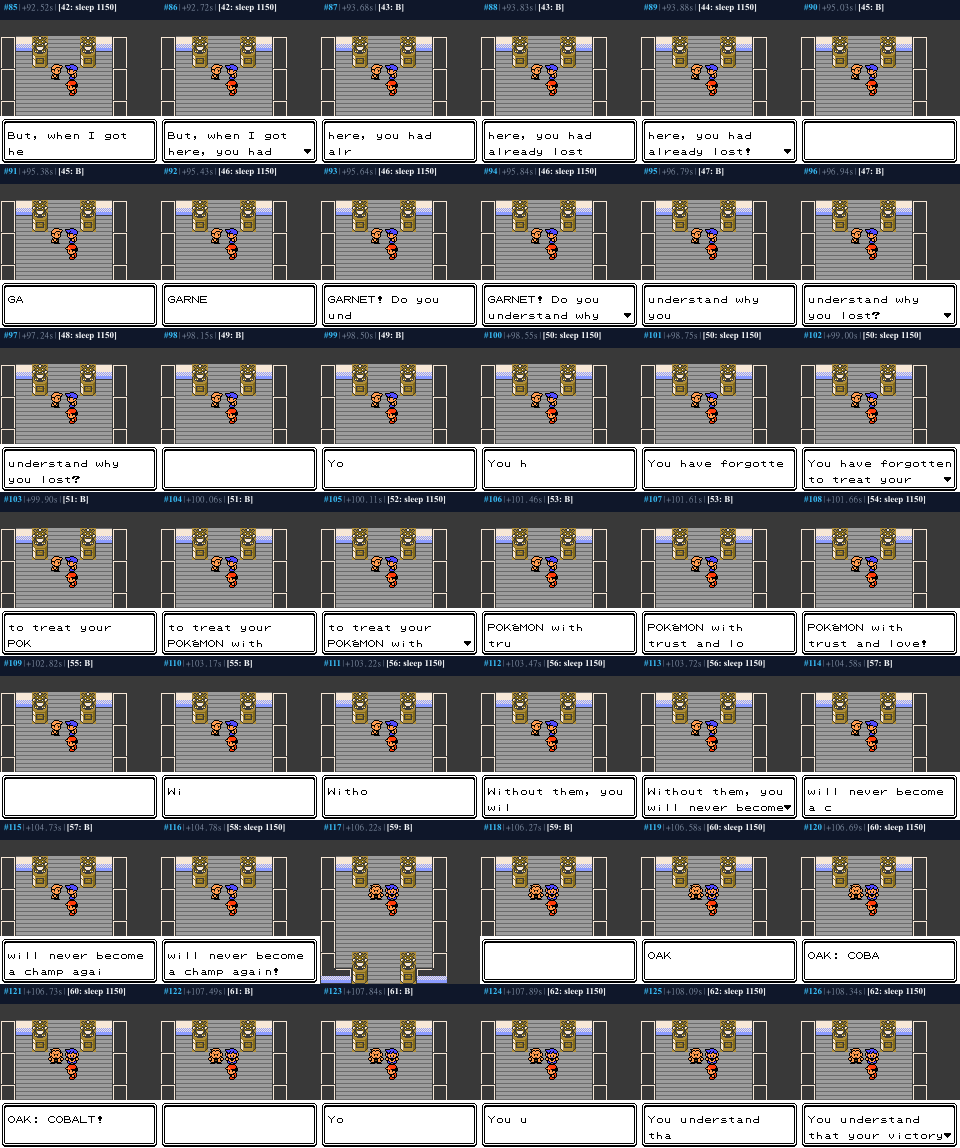 #85|+92.52s|[42: sleep 1150]
#86|+92.72s|[42: sleep 1150]
#87|+93.68s|[43: B]
#88|+93.83s|[43: B]
#89|+93.88s|[44: sleep 1150]
#90|+95.03s|[45: B]
But, when I got
he
But, when I got
here, you had
here, you had
alr
here, you had
already lost
here, you had
already lost!
#91|+95.38s|[45: B]
#92|+95.43s|[46: sleep 1150]
#93|+95.64s|[46: sleep 1150]
#94|+95.84s|[46: sleep 1150]
#95|+96.79s|[47: B]
#96|+96.94s|[47: B]
GA
GARNE
GARNET! Do you
und
GARNET! Do you
understand why
understand why
you
understand why
you lost?
#97|+97.24s|[48: sleep 1150]
#98|+98.15s|[49: B]
#99|+98.50s|[49: B]
#100|+98.55s|[50: sleep 1150]
#101|+98.75s|[50: sleep 1150]
#102|+99.00s|[50: sleep 1150]
understand why
you lost?
Yo
You h
You have forgotte
You have forgotten
to treat your
#103|+99.90s|[51: B]
#104|+100.06s|[51: B]
#105|+100.11s|[52: sleep 1150]
#106|+101.46s|[53: B]
#107|+101.61s|[53: B]
#108|+101.66s|[54: sleep 1150]
to treat your
POK
to treat your
POKéMON with
to treat your
POKéMON with
POKéMON with
tru
POKéMON with
trust and lo
POKéMON with
trust and love!
#109|+102.82s|[55: B]
#110|+103.17s|[55: B]
#111|+103.22s|[56: sleep 1150]
#112|+103.47s|[56: sleep 1150]
#113|+103.72s|[56: sleep 1150]
#114|+104.58s|[57: B]
Wi
Witho
Without them, you
wil
Without them, you
will never become
will never become
a c
#115|+104.73s|[57: B]
#116|+104.78s|[58: sleep 1150]
#117|+106.22s|[59: B]
#118|+106.27s|[59: B]
#119|+106.58s|[60: sleep 1150]
#120|+106.69s|[60: sleep 1150]
will never become
a champ agai
will never become
a champ again!
OAK
OAK: COBA
#121|+106.73s|[60: sleep 1150]
#122|+107.49s|[61: B]
#123|+107.84s|[61: B]
#124|+107.89s|[62: sleep 1150]
#125|+108.09s|[62: sleep 1150]
#126|+108.34s|[62: sleep 1150]
OAK: COBALT!
Yo
You u
You understand
tha
You understand
that your victory